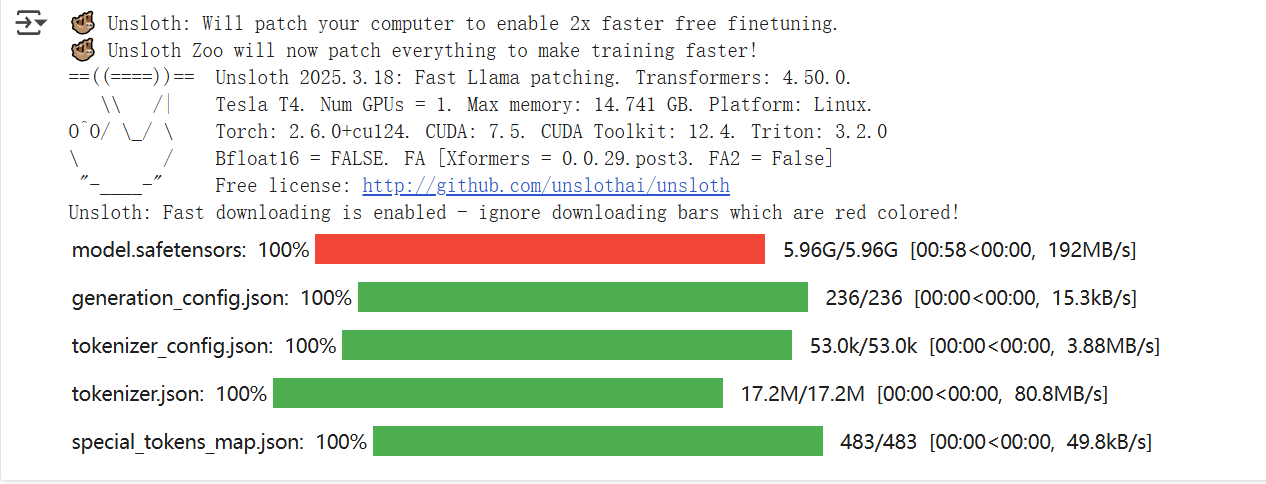 🦥 Unsloth: Will patch your computer to enable 2x faster free finetuning.
🦥 Unsloth Zoo will now patch everything to make training faster!
==((====))==  Unsloth 2025.3.18: Fast Llama patching. Transformers: 4.50.0.
   \\   /|    Tesla T4. Num GPUs = 1. Max memory: 14.741 GB. Platform: Linux.
O^O/ \_/ \    Torch: 2.6.0+cu124. CUDA: 7.5. CUDA Toolkit: 12.4. Triton: 3.2.0
\        /    Bfloat16 = FALSE. FA [Xformers = 0.0.29.post3. FA2 = False]
 "-____-"     Free license: http://github.com/unslothai/unsloth
Unsloth: Fast downloading is enabled - ignore downloading bars which are red colored!
model.safetensors: 100% 5.96G/5.96G [00:58<00:00, 192MB/s]
generation_config.json: 100% 236/236 [00:00<00:00, 15.3kB/s]
tokenizer_config.json: 100% 53.0k/53.0k [00:00<00:00, 3.88MB/s]
tokenizer.json: 100% 17.2M/17.2M [00:00<00:00, 80.8MB/s]
special_tokens_map.json: 100% 483/483 [00:00<00:00, 49.8kB/s]